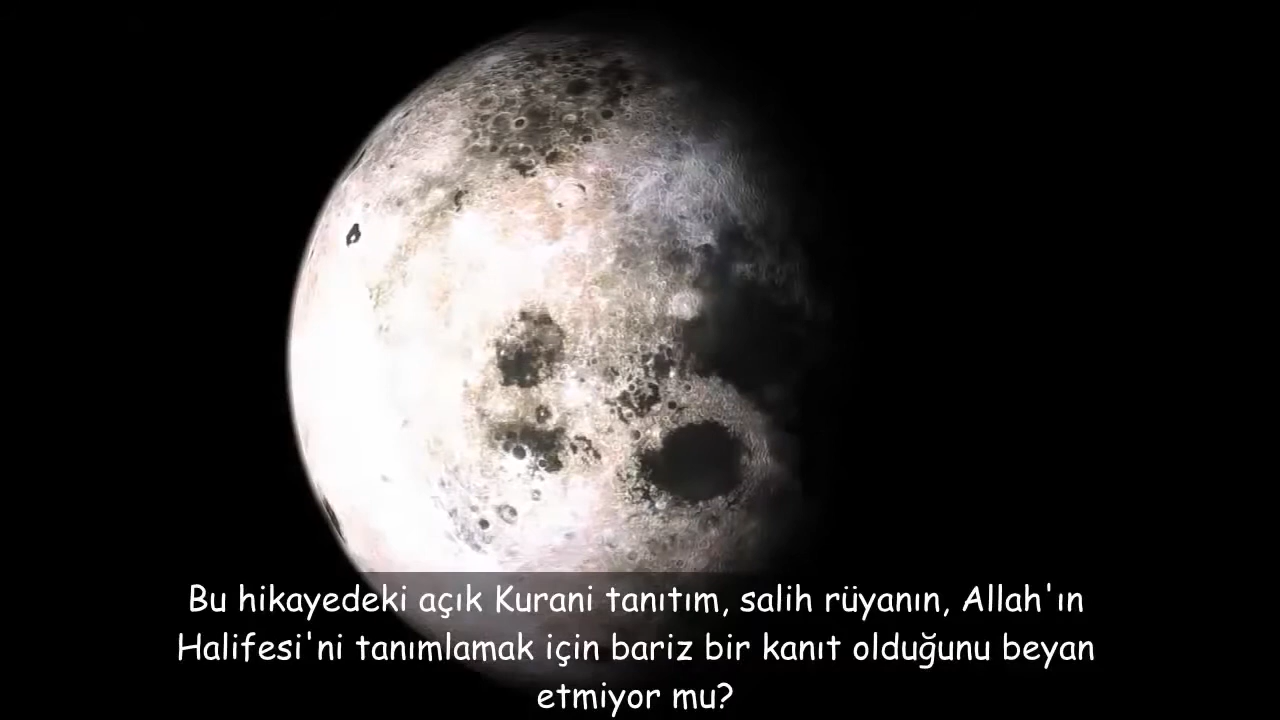 Bu hikayedeki açık Kurani tanıtım, salih rüyanın, Allah'ın
Halifesi'ni tanımlamak için bariz bir kanıt olduğunu beyan
etmiyor mu?